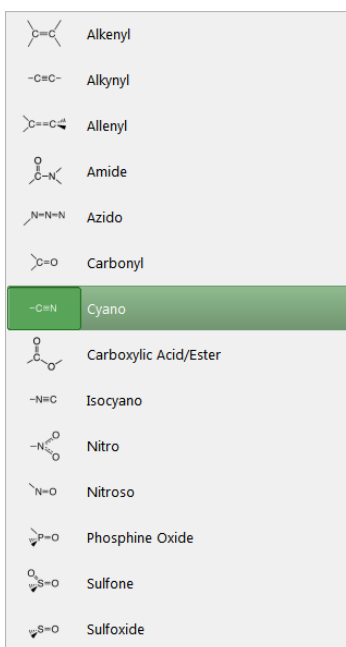 C=C Alkenyl
-C≡C- Alkynyl
C==C Allenyl
O
C-N Amide
N=N=N Azido
C=O Carbonyl
-C≡N Cyano
O
C
O Carboxylic Acid/Ester
-N≡C Isocyano
O
-N Nitro
O
N=O Nitroso
P=O Phosphine Oxide
O
S=O Sulfone
S=O Sulfoxide